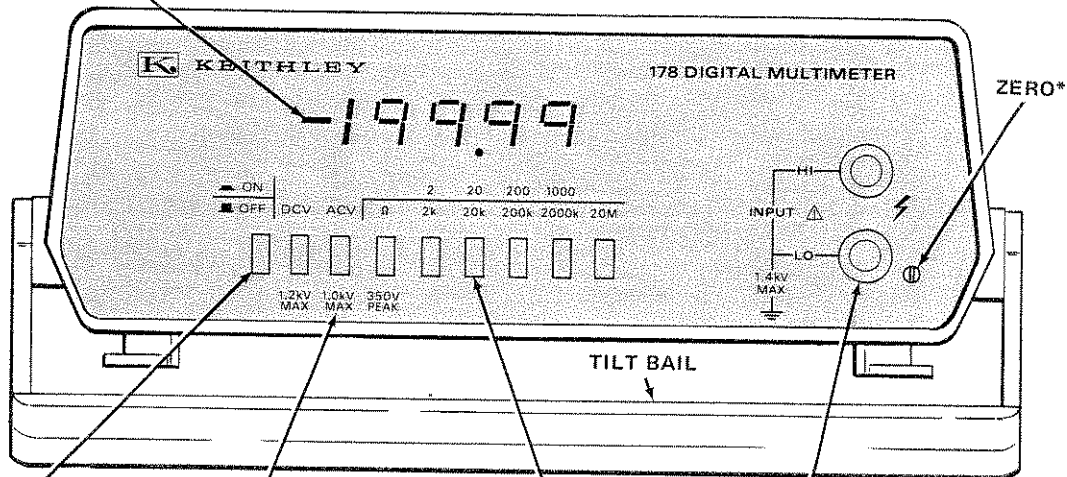 K KEITHLEY
178 DIGITAL MULTIMETER
ZERO*
-199.99
ON
OFF
DCV ACV Ω
2 20 200 1000
2k 20k 200k 2000k 20M
1.2kV MAX
1.0kV MAX
350V PEAK
HI
INPUT ⚠
LO
1.4kV MAX
TILT BAIL